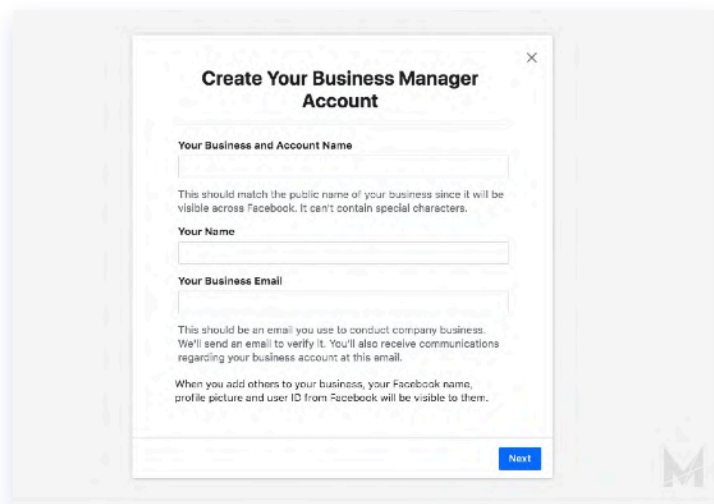 Create Your Business Manager
Account
Your Business and Account Name
This should match the public name of your business since it will be
visible across Facebook. It can't contain special characters.
Your Name
Your Business Email
This should be an email you use to conduct company business.
We'll send an email to verify it. You'll also receive communications
regarding your business account at this email.
When you add others to your business, your Facebook name,
profile picture and user ID from Facebook will be visible to them.
Next
M